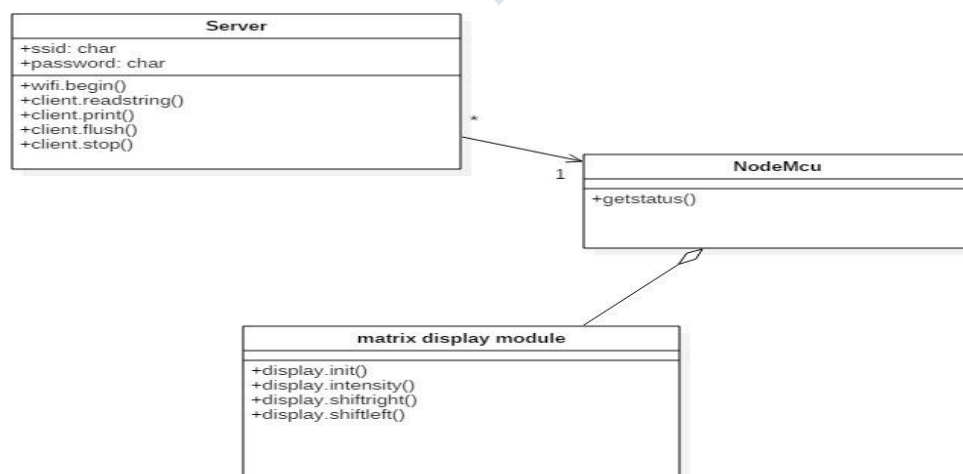 Server
+ssid: char
+password: char
+wifi.begin()
+client.readstring()
+client.print()
+client.flush()
+client.stop()
*
1
NodeMcu
+getstatus()
matrix display module
+display.init()
+display.intensity()
+display.shiftright()
+display.shiftleft()